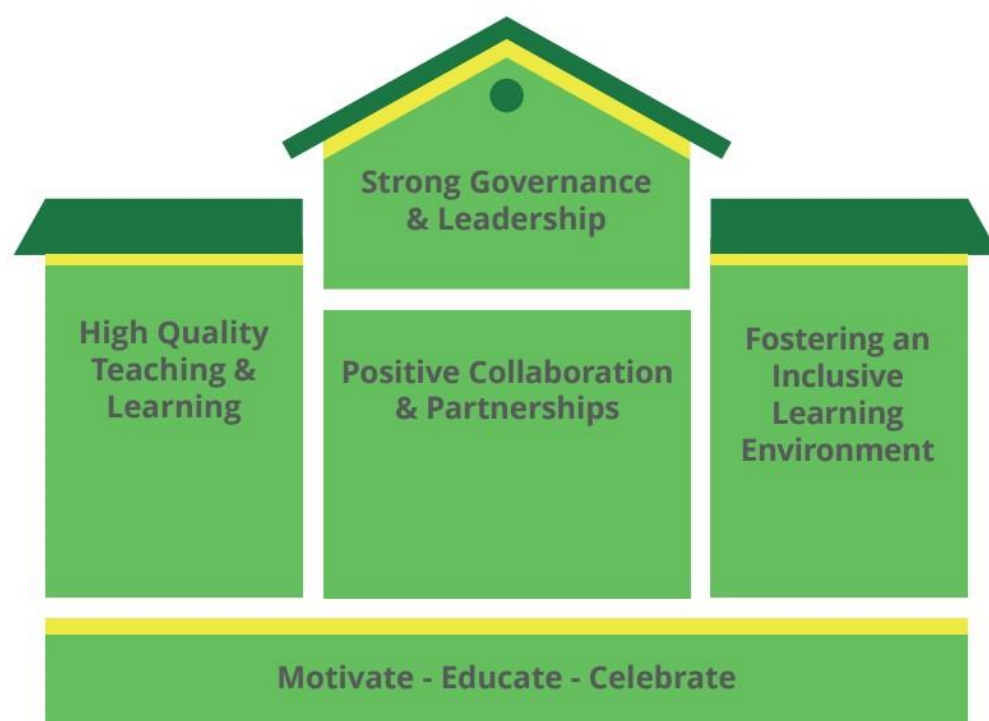 Strong Governance
& Leadership
High Quality
Teaching &
Learning
Positive Collaboration
& Partnerships
Fostering an
Inclusive
Learning
Environment
Motivate - Educate - Celebrate